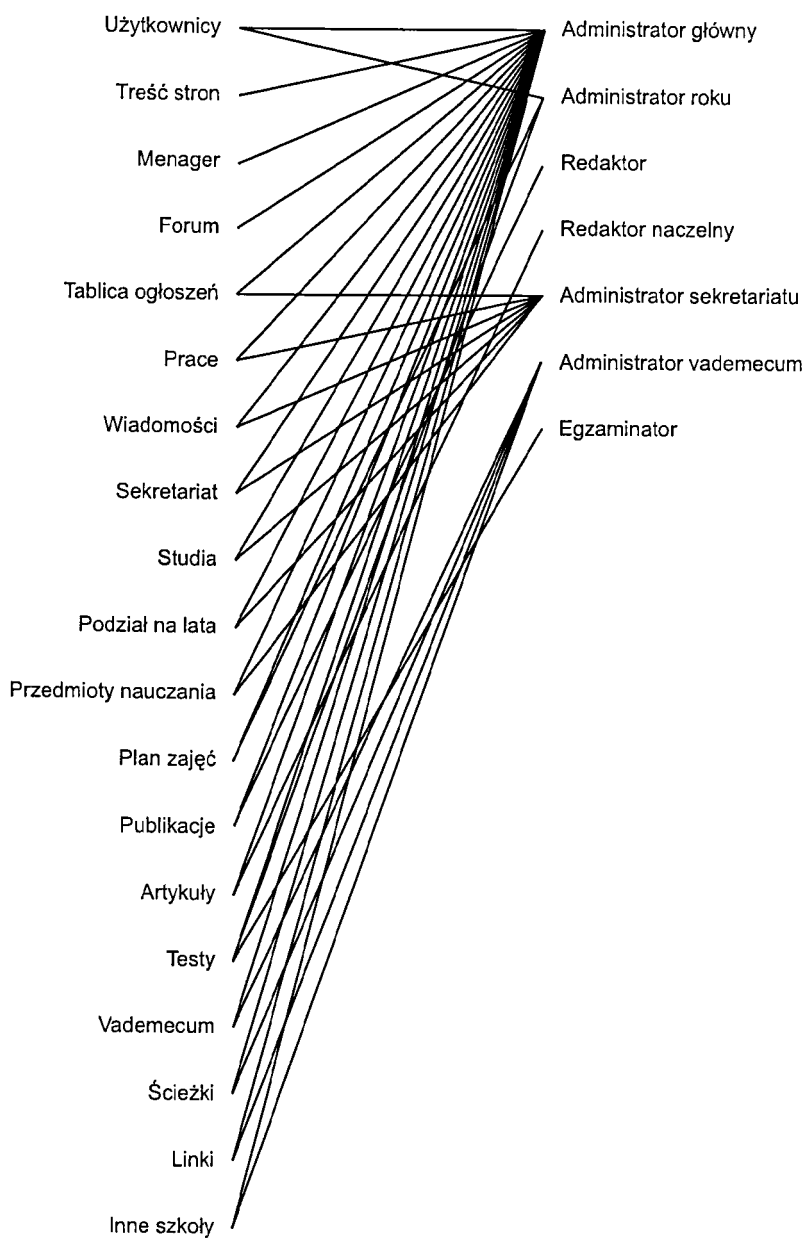 Użytkownicy
Treść stron
Menager
Forum
Tablica ogłoszeń
Prace
Wiadomości
Sekretariat
Studia
Podział na lata
Przedmioty nauczania
Plan zajęć
Publikacje
Artykuły
Testy
Vademecum
Ścieżki
Linki
Inne szkoły
Administrator główny
Administrator roku
Redaktor
Redaktor naczelny
Administrator sekretariatu
Administrator vademecum
Egzaminator